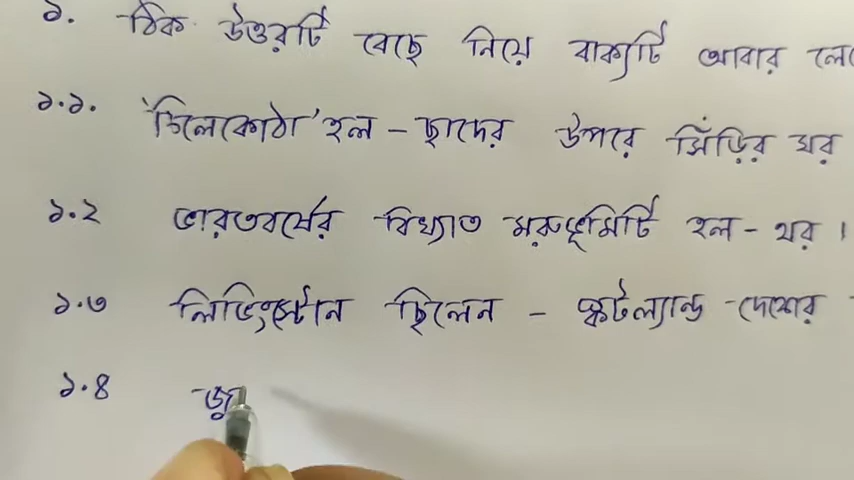 ১. ঠিক উত্তরটি বেছে নিয়ে বাক্যটি আবার লে
১.১. 'চিলেকোঠা' হল – ছাদের উপরে সিঁড়ির ঘর
১.২ ভারতবর্ষের বিখ্যাত মরুভূমিটি হল – থর।
১.৩ লিভিংস্টোন ছিলেন – স্কটল্যান্ড দেশের
১.৪ জু